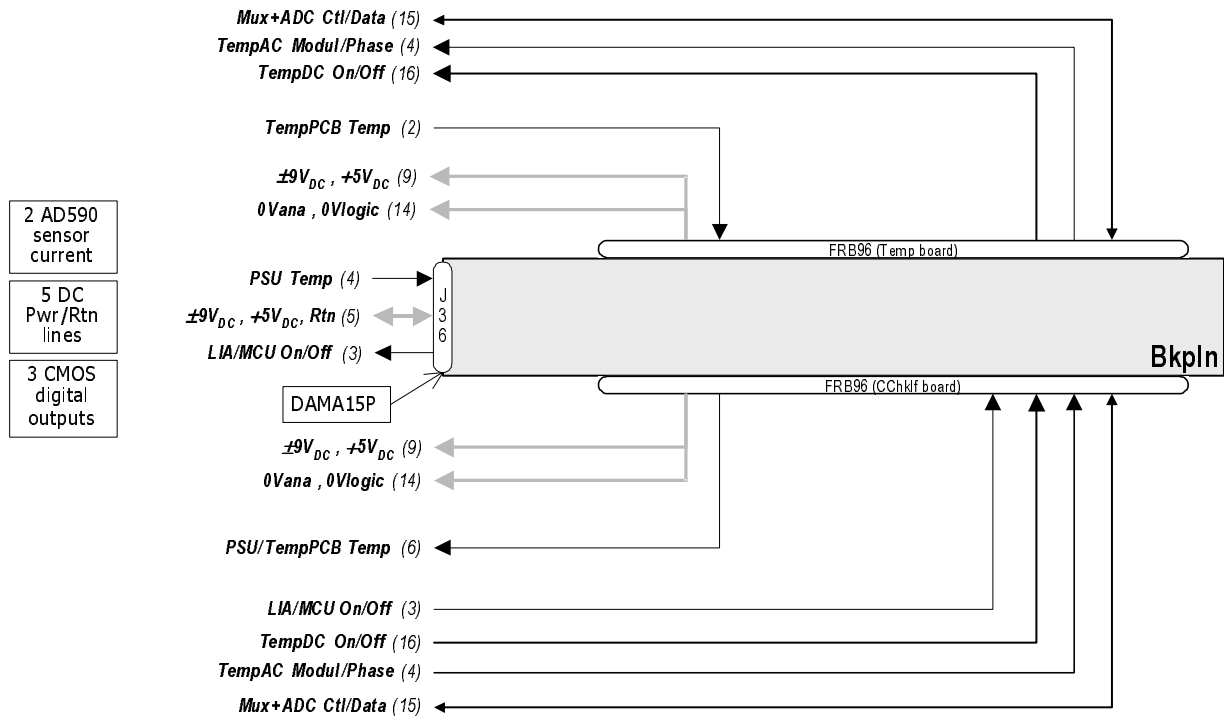 Mux+ADC Ctl/Data (15)
TempAC Modul/Phase (4)
TempDC On/Off (16)
TempPCB Temp (2)
±9VDC , +5VDC (9)
0Vana , 0Vlogic (14)
2 AD590
sensor
current
FRB96 (Temp board)
PSU Temp (4)
J
3
6
5 DC
Pwr/Rtn
lines
±9VDC , +5VDC, Rtn (5)
LIA/MCU On/Off (3)
Bkpln
3 CMOS
digital
outputs
DAMA15P
FRB96 (CChkIf board)
±9VDC , +5VDC (9)
0Vana , 0Vlogic (14)
PSU/TempPCB Temp (6)
LIA/MCU On/Off (3)
TempDC On/Off (16)
TempAC Modul/Phase (4)
Mux+ADC Ctl/Data (15)